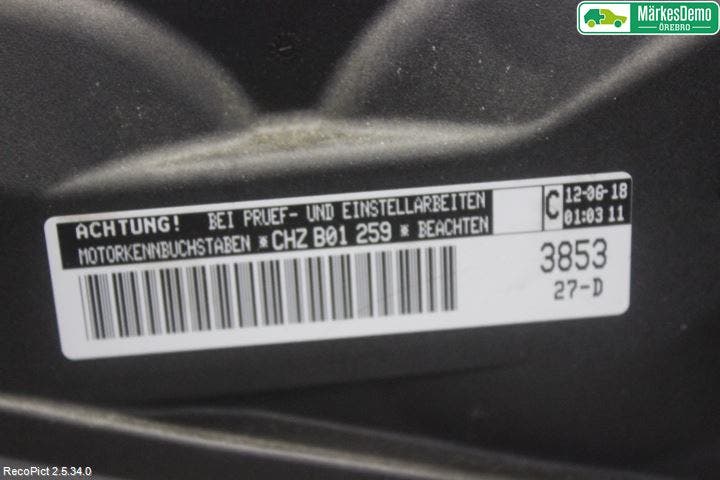 MärkesDemo
ÖREBRO
ACHTUNG! BEI PRUEF- UND EINSTELLARBEITEN
MOTORKENNBUCHSTABEN *CHZ B01 259* BEACHTEN
C 12-06-18
01:03 11
3853
27-D
RecoPict 2.5.34.0